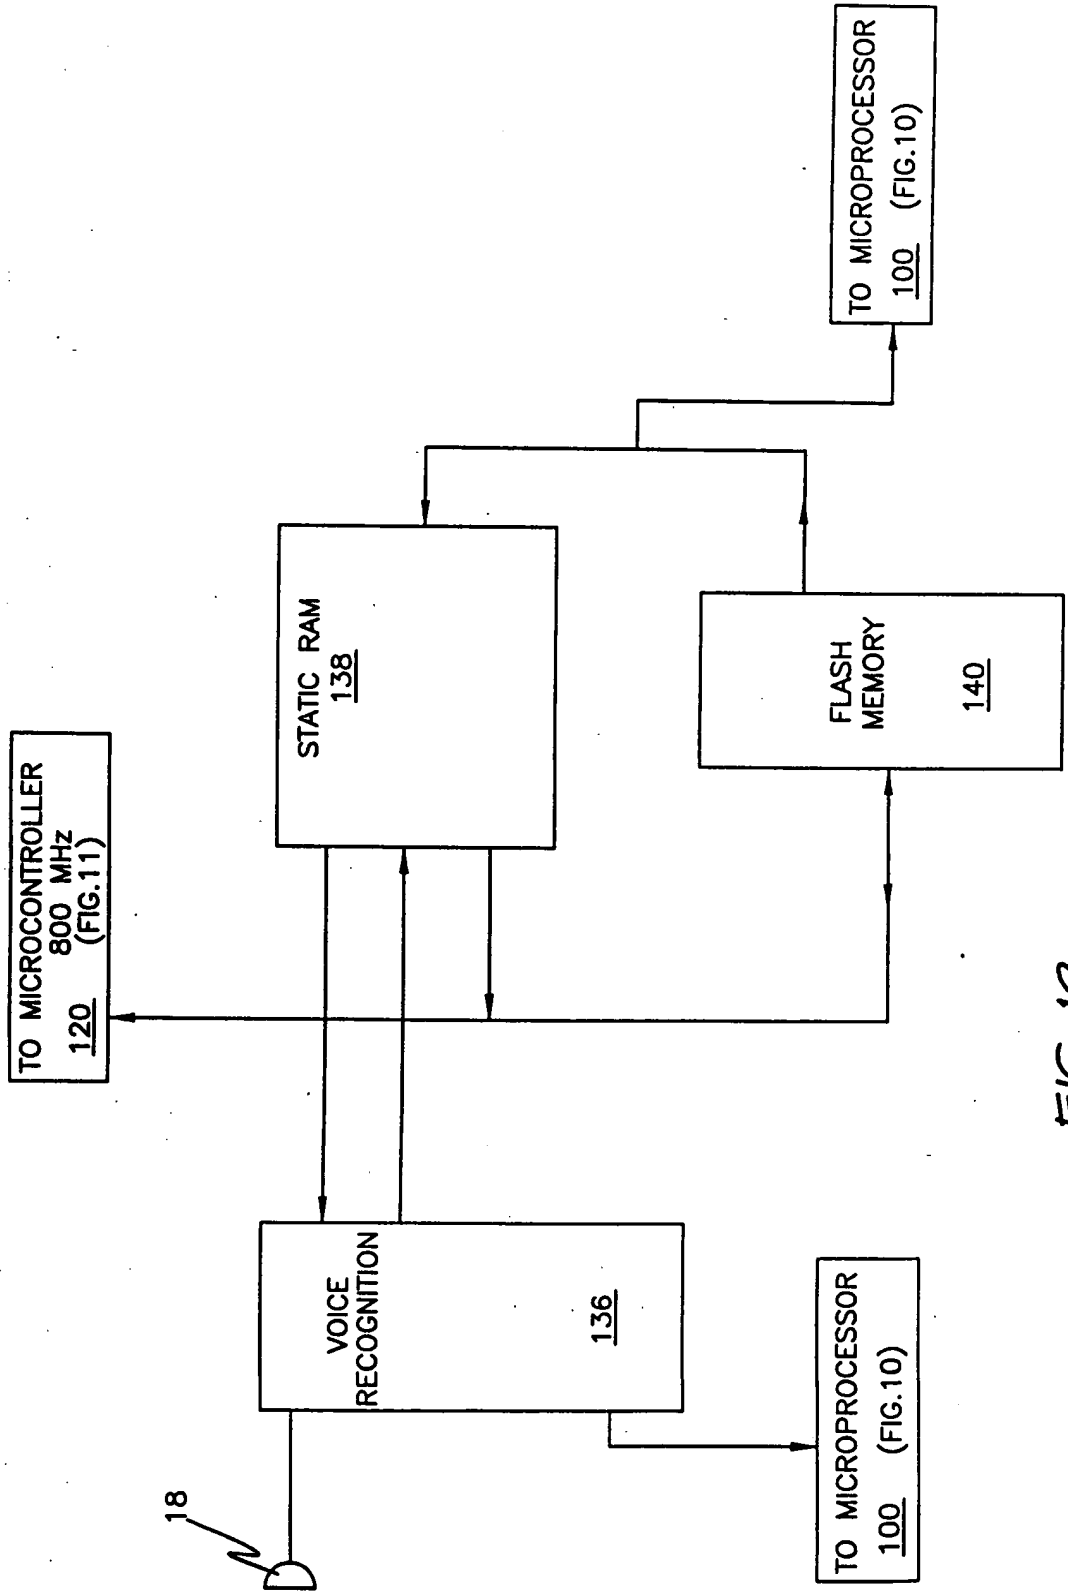 18
VOICE
RECOGNITION
136
TO MICROPROCESSOR
100 (FIG.10)
TO MICROCONTROLLER
800 MHz
120 (FIG.11)
STATIC RAM
138
FLASH
MEMORY
140
TO MICROPROCESSOR
100 (FIG.10)